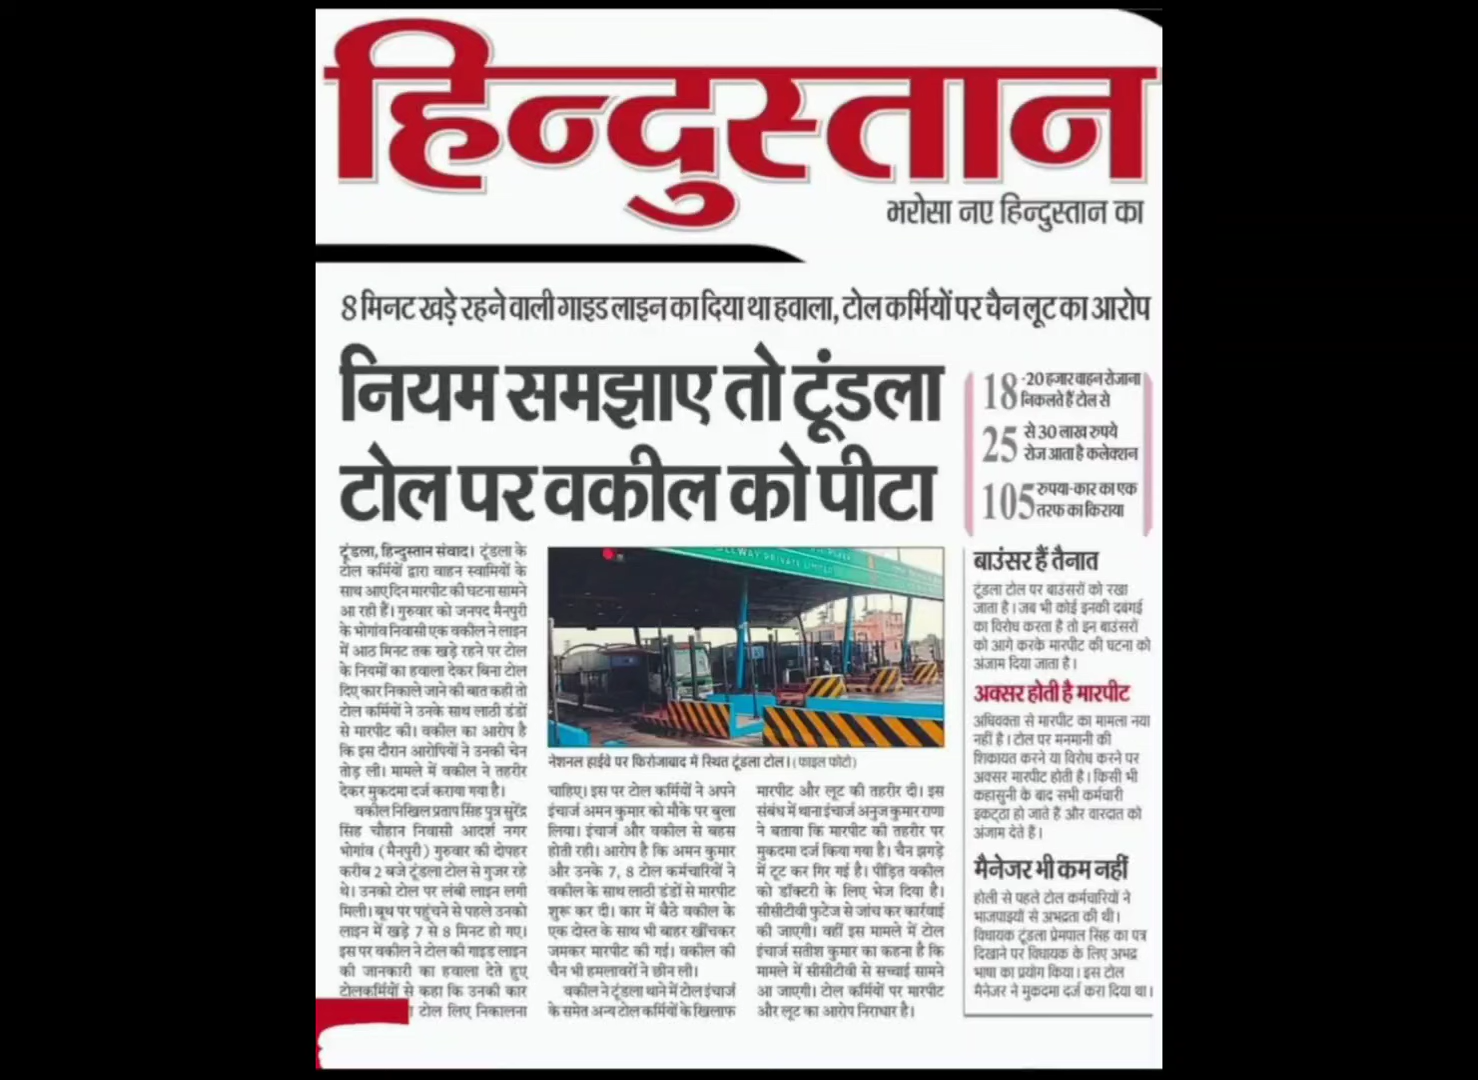 हिन्दुस्तान
भरोसा नए हिन्दुस्तान का
8 मिनट खड़े रहने वाली गाइड लाइन का दिया था हवाला, टोल कर्मियों पर चैन लूट का आरोप
नियम समझाए तो टूंडला
टोल पर वकील को पीटा
टूंडला, हिन्दुस्तान संवाद। टूंडला के
टोल कर्मियों द्वारा वाहन स्वामियों के
साथ आए दिन मारपीट की घटना सामने
आ रही हैं। गुरुवार को जनपद मैनपुरी
के भोगांव निवासी एक वकील ने लाइन
में आठ मिनट तक खड़े रहने पर टोल
के नियमों का हवाला देकर बिना टोल
दिए कार निकाले जाने की बात कही तो
टोल कर्मियों ने उनके साथ लाठी डंडों
से मारपीट की। वकील का आरोप है
कि इस दौरान आरोपियों ने उनकी चेन
तोड़ ली। मामले में वकील ने तहरीर
देकर मुकदमा दर्ज कराया गया है।
वकील निखिल प्रताप सिंह पुत्र सुरेंद्र
सिंह चौहान निवासी आदर्श नगर
भोगांव (मैनपुरी) गुरुवार की दोपहर
करीब 2 बजे टूंडला टोल से गुजर रहे
थे। उनको टोल पर लंबी लाइन लगी
मिली। बूथ पर पहुंचने से पहले उनको
लाइन में खड़े 7 से 8 मिनट हो गए।
इस पर वकील ने टोल की गाइड लाइन
की जानकारी का हवाला देते हुए
टोलकर्मियों से कहा कि उनकी कार
टोल लिए निकालना
LLWAY PRIVATE LIMITED
नेशनल हाईवे पर फिरोजाबाद में स्थित टूंडला टोल। (फाइल फोटो)
चाहिए। इस पर टोल कर्मियों ने अपने
इंचार्ज अमन कुमार को मौके पर बुला
लिया। इंचार्ज और वकील से बहस
होती रही। आरोप है कि अमन कुमार
और उनके 7, 8 टोल कर्मचारियों ने
वकील के साथ लाठी डंडों से मारपीट
शुरू कर दी। कार में बैठे वकील के
एक दोस्त के साथ भी बाहर खींचकर
जमकर मारपीट की गई। वकील की
चैन भी हमलावरों ने छीन ली।
वकील ने टूंडला थाने में टोल इंचार्ज
के समेत अन्य टोल कर्मियों के खिलाफ
मारपीट और लूट की तहरीर दी। इस
संबंध में थाना इंचार्ज अनुज कुमार राणा
ने बताया कि मारपीट की तहरीर पर
मुकदमा दर्ज किया गया है। चैन झगड़े
में टूट कर गिर गई है। पीड़ित वकील
को डॉक्टरी के लिए भेज दिया है।
सीसीटीवी फुटेज से जांच कर कार्रवाई
की जाएगी। वहीं इस मामले में टोल
इंचार्ज सतीश कुमार का कहना है कि
मामले में सीसीटीवी से सच्चाई सामने
आ जाएगी। टोल कर्मियों पर मारपीट
और लूट का आरोप निराधार है।
18-20 हजार वाहन रोजाना
निकलते हैं टोल से
25 से 30 लाख रुपये
रोज आता है कलेक्शन
105 रुपया-कार का एक
तरफ का किराया
बाउंसर हैं तैनात
टूंडला टोल पर बाउंसरों को रखा
जाता है। जब भी कोई इनकी दबंगई
का विरोध करता है तो इन बाउंसरों
को आगे करके मारपीट की घटना को
अंजाम दिया जाता है।
अक्सर होती है मारपीट
अधिवक्ता से मारपीट का मामला नया
नहीं है। टोल पर मनमानी की
शिकायत करने या विरोध करने पर
अक्सर मारपीट होती है। किसी भी
कहासुनी के बाद सभी कर्मचारी
इकट्ठा हो जाते हैं और वारदात को
अंजाम देते हैं।
मैनेजर भी कम नहीं
होली से पहले टोल कर्मचारियों ने
भाजपाइयों से अभद्रता की थी।
विधायक टूंडला प्रेमपाल सिंह का पत्र
दिखाने पर विधायक के लिए अभद्र
भाषा का प्रयोग किया। इस टोल
मैनेजर ने मुकदमा दर्ज करा दिया था।